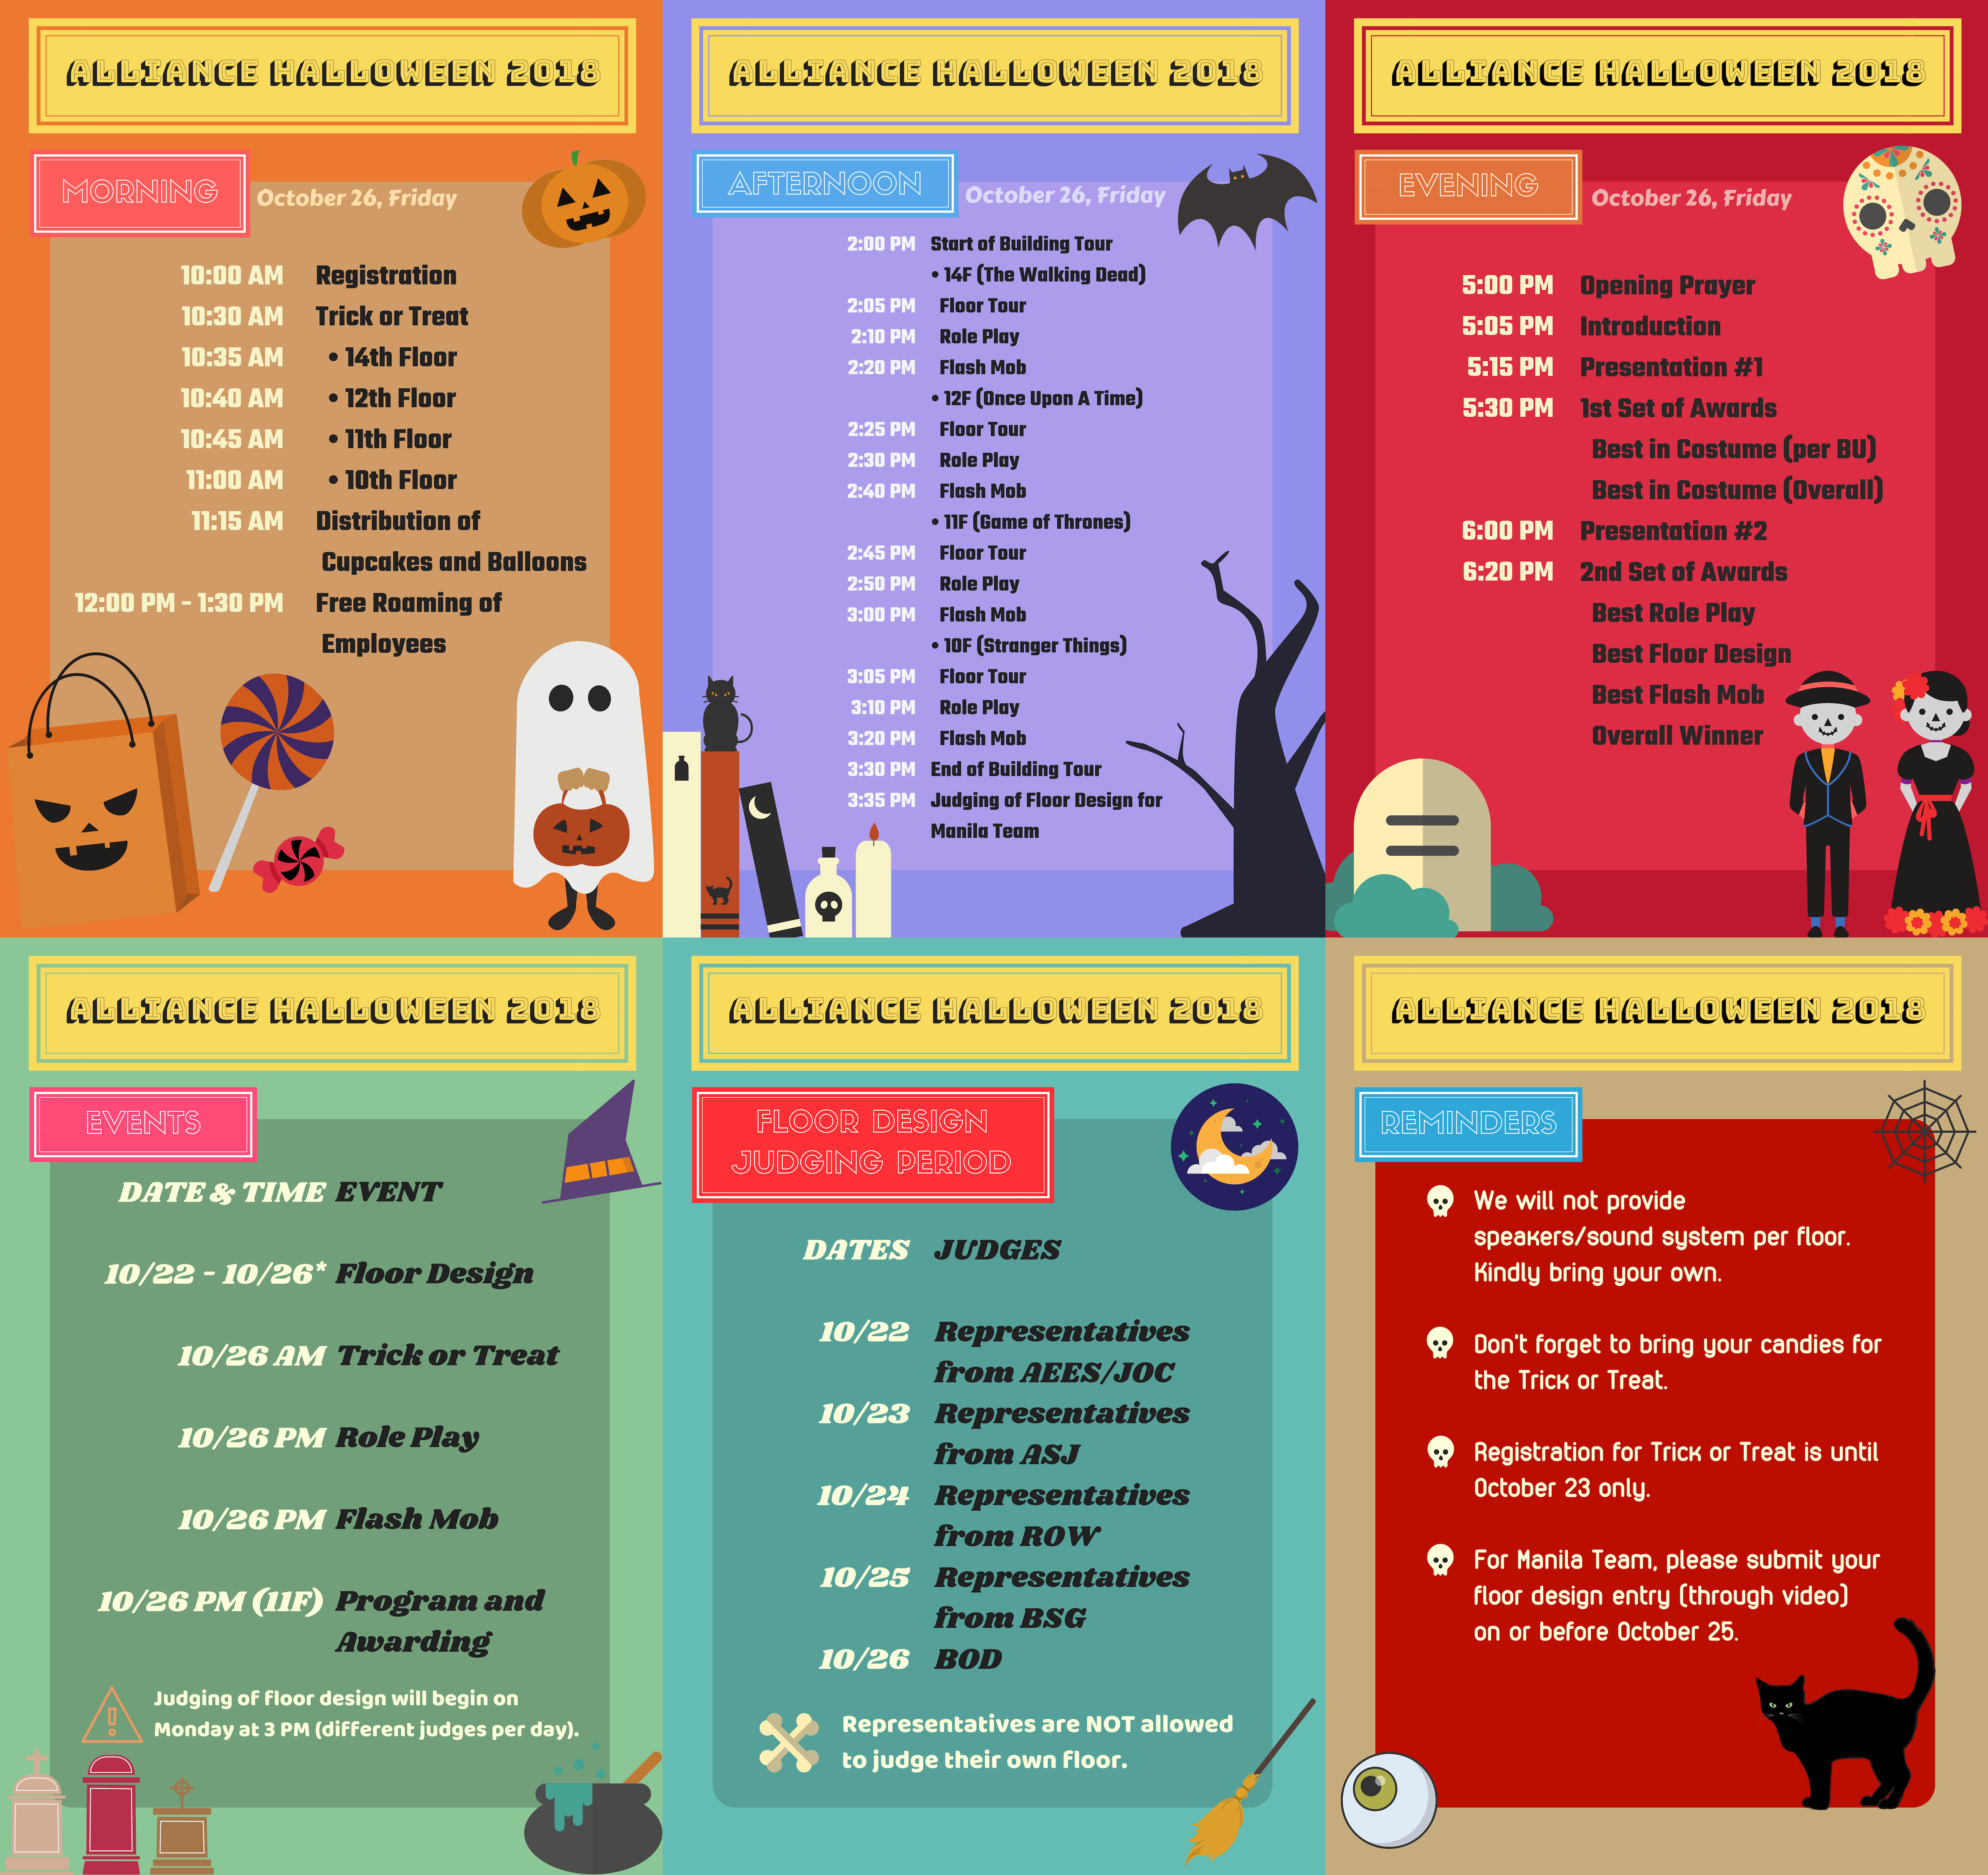 ALLIANCE HALLOWEEN 2018
MORNING
October 26, Friday
10:00 AM Registration
10:30 AM Trick or Treat
10:35 AM • 14th Floor
10:40 AM • 12th Floor
10:45 AM • 11th Floor
11:00 AM • 10th Floor
11:15 AM Distribution of
Cupcakes and Balloons
12:00 PM - 1:30 PM Free Roaming of
Employees
ALLIANCE HALLOWEEN 2018
AFTERNOON
October 26, Friday
2:00 PM Start of Building Tour
• 14F (The Walking Dead)
2:05 PM Floor Tour
2:10 PM Role Play
2:20 PM Flash Mob
• 12F (Once Upon A Time)
2:25 PM Floor Tour
2:30 PM Role Play
2:40 PM Flash Mob
• 11F (Game of Thrones)
2:45 PM Floor Tour
2:50 PM Role Play
3:00 PM Flash Mob
• 10F (Stranger Things)
3:05 PM Floor Tour
3:10 PM Role Play
3:20 PM Flash Mob
3:30 PM End of Building Tour
3:35 PM Judging of Floor Design for
Manila Team
ALLIANCE HALLOWEEN 2018
EVENING
October 26, Friday
5:00 PM Opening Prayer
5:05 PM Introduction
5:15 PM Presentation #1
5:30 PM 1st Set of Awards
Best in Costume (per BU)
Best in Costume (Overall)
6:00 PM Presentation #2
6:20 PM 2nd Set of Awards
Best Role Play
Best Floor Design
Best Flash Mob
Overall Winner
ALLIANCE HALLOWEEN 2018
EVENTS
DATE & TIME EVENT
10/22 - 10/26* Floor Design
10/26 AM Trick or Treat
10/26 PM Role Play
10/26 PM Flash Mob
10/26 PM (11F) Program and
Awarding
Judging of floor design will begin on
Monday at 3 PM (different judges per day).
ALLIANCE HALLOWEEN 2018
FLOOR DESIGN
JUDGING PERIOD
DATES JUDGES
10/22 Representatives
from AEES/JOC
10/23 Representatives
from ASJ
10/24 Representatives
from ROW
10/25 Representatives
from BSG
10/26 BOD
Representatives are NOT allowed
to judge their own floor.
ALLIANCE HALLOWEEN 2018
REMINDERS
We will not provide
speakers/sound system per floor.
Kindly bring your own.
Don't forget to bring your candies for
the Trick or Treat.
Registration for Trick or Treat is until
October 23 only.
For Manila Team, please submit your
floor design entry (through video)
on or before October 25.